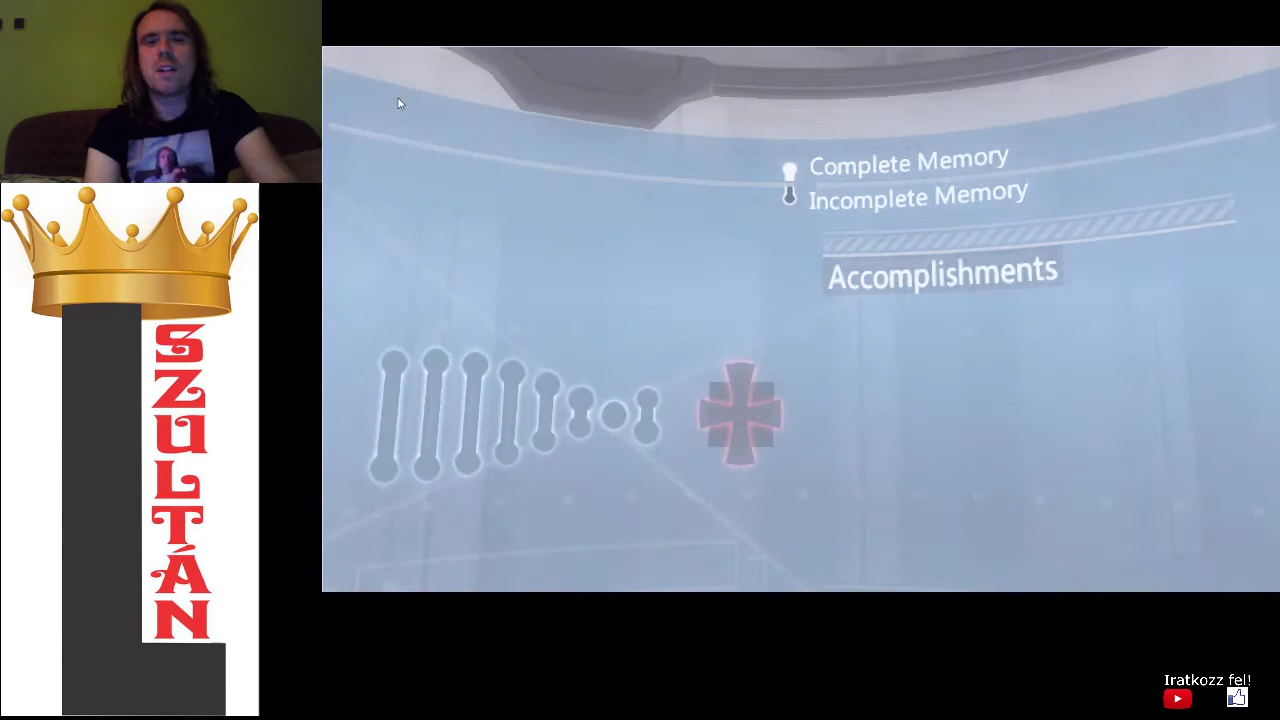 Complete Memory
Incomplete Memory
Accomplishments
L
SZULTÁN
Iratkozz fel!